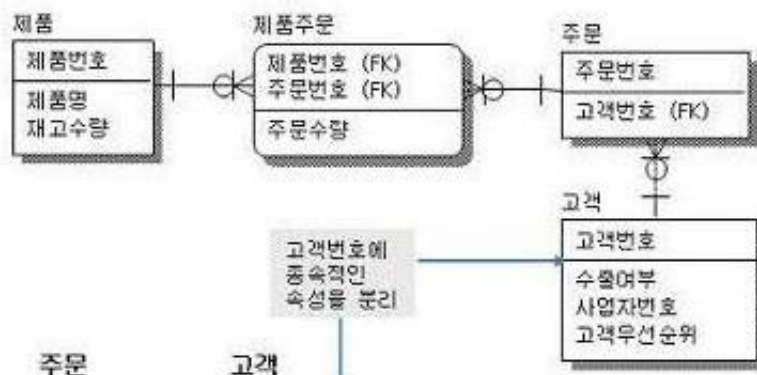 제품
제품번호
제품명
재고수량
제품주문
제품번호 (FK)
주문번호 (FK)
주문수량
주문
주문번호
고객번호 (FK)
고객
고객번호
수출여부
사업자번호
고객우선순위
고객번호에
종속적인
속성을 분리
주문
고객